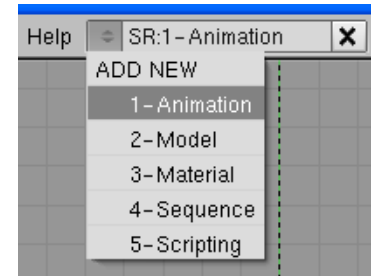 Help SR:1-Animation X
ADD NEW
1-Animation
2-Model
3-Material
4-Sequence
5-Scripting